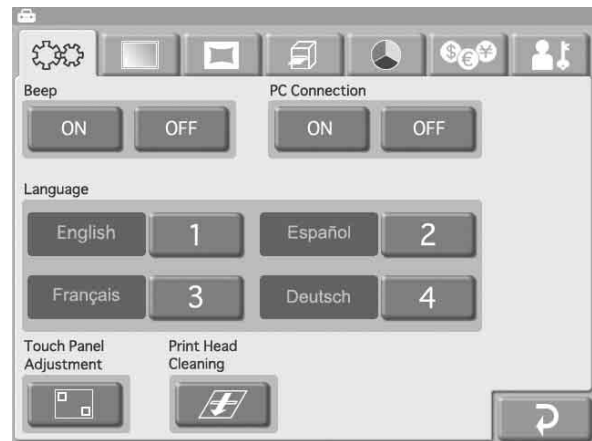 $ € ¥
Beep
PC Connection
ON OFF ON OFF
Language
English 1 Español 2
Français 3 Deutsch 4
Touch Panel
Adjustment
Print Head
Cleaning